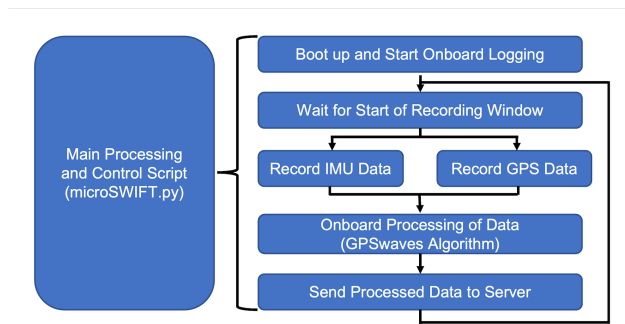 Main Processing
and Control Script
(microSWIFT.py)
Boot up and Start Onboard Logging
Wait for Start of Recording Window
Record IMU Data
Record GPS Data
Onboard Processing of Data
(GPSwaves Algorithm)
Send Processed Data to Server